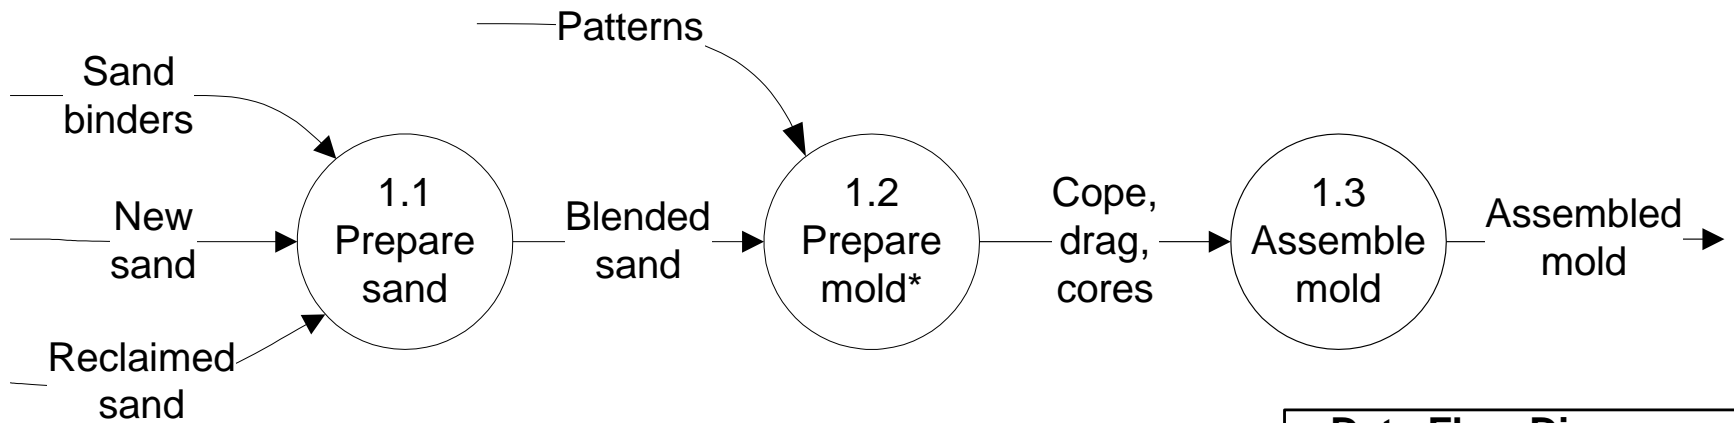 Patterns
Sand
binders
New
sand
Reclaimed
sand
1.1
Prepare
sand
Blended
sand
1.2
Prepare
mold*
Cope,
drag,
cores
1.3
Assemble
mold
Assembled
mold